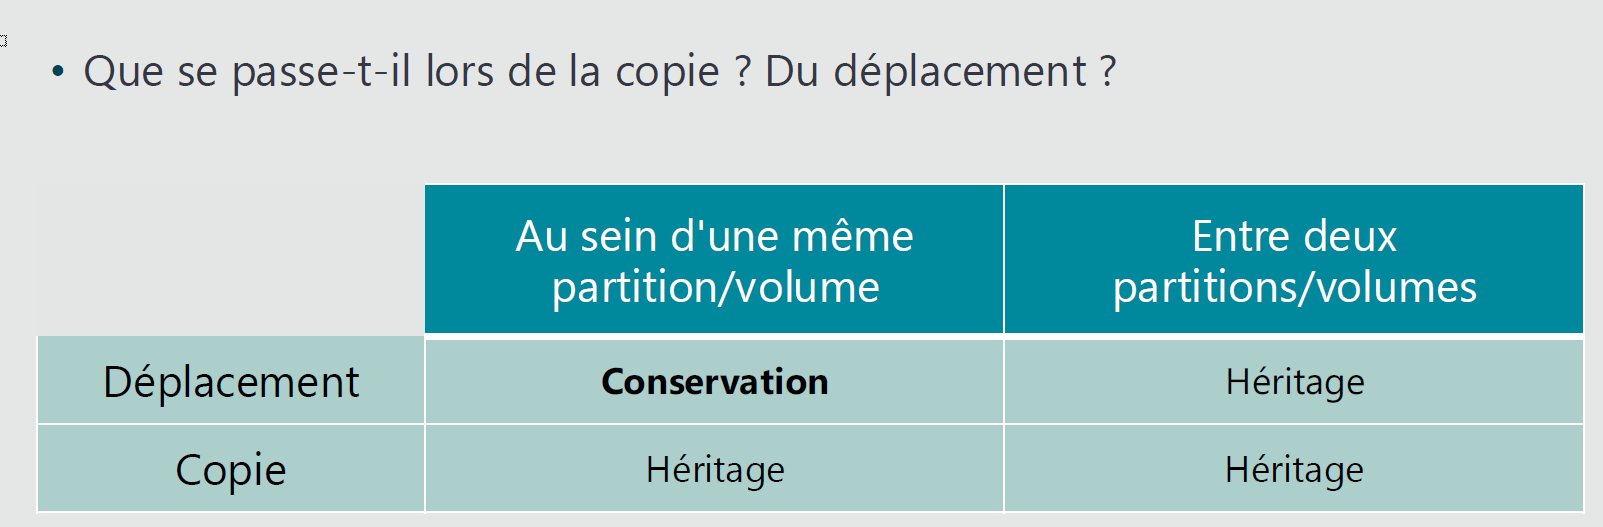 • Que se passe-t-il lors de la copie ? Du déplacement ?
Au sein d'une même
partition/volume
Entre deux
partitions/volumes
Déplacement
Conservation
Héritage
Copie
Héritage
Héritage